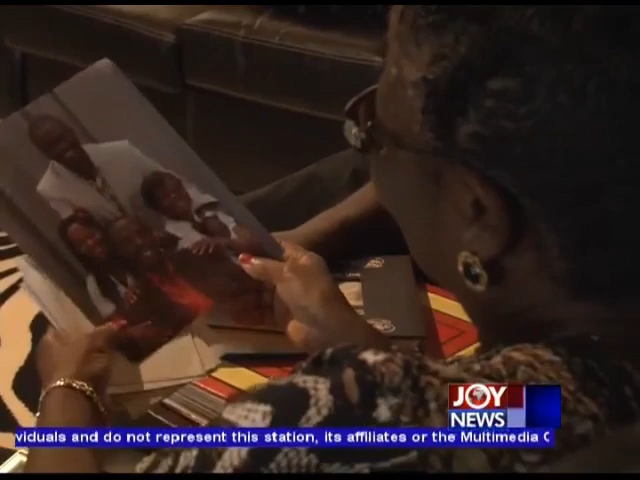 JOY
NEWS
viduals and do not represent this station, its affiliates or the Multimedia